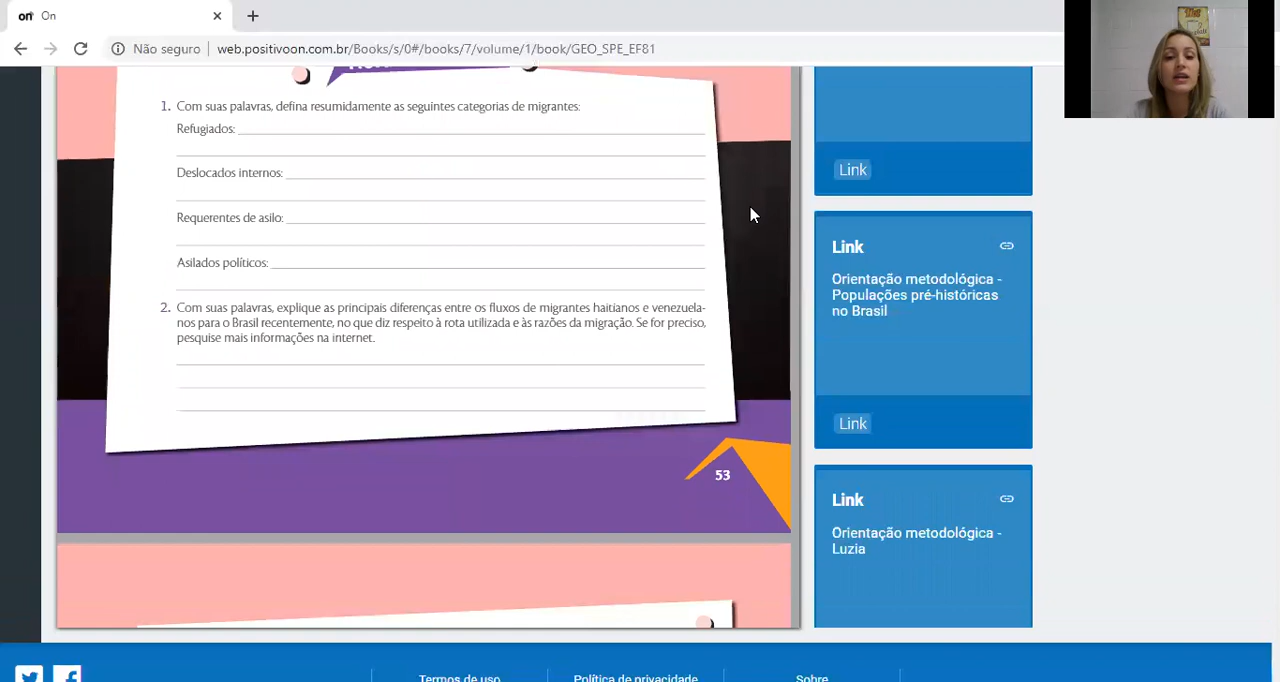 on On
Não seguro web.positivoon.com.br/Books/s/0#/books/7/volume/1/book/GEO_SPE_EF81
1. Com suas palavras, defina resumidamente as seguintes categorias de migrantes:
Refugiados:
Deslocados internos:
Requerentes de asilo:
Asilados políticos:
2. Com suas palavras, explique as principais diferenças entre os fluxos de migrantes haitianos e venezuela-
nos para o Brasil recentemente, no que diz respeito à rota utilizada e às razões da migração. Se for preciso,
pesquise mais informações na internet.
53
Link
Link
Orientação metodológica -
Populações pré-históricas
no Brasil
Link
Link
Orientação metodológica -
Luzia
Termos de uso
Política de privacidade
Sobre